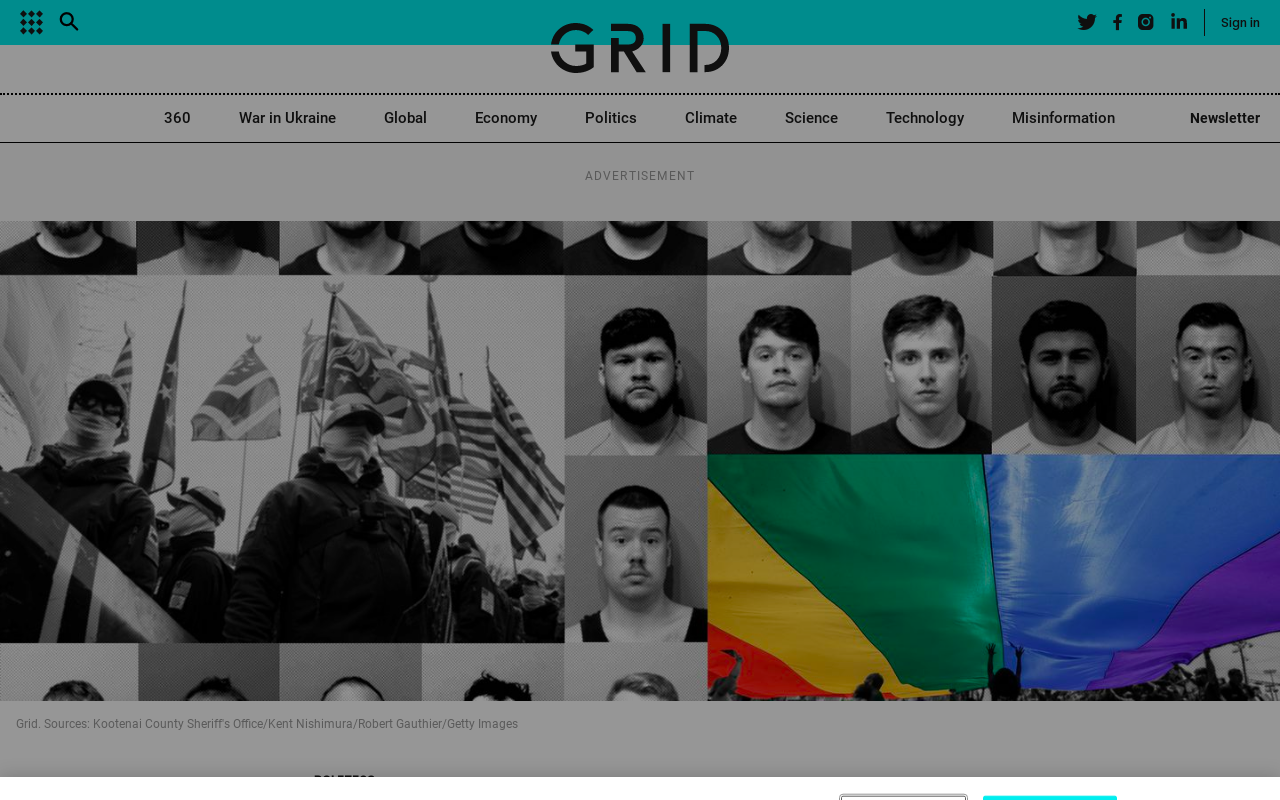 GRID
Sign in
360 War in Ukraine Global Economy Politics Climate Science Technology Misinformation Newsletter
ADVERTISEMENT
Grid. Sources: Kootenai County Sheriff's Office/Kent Nishimura/Robert Gauthier/Getty Images